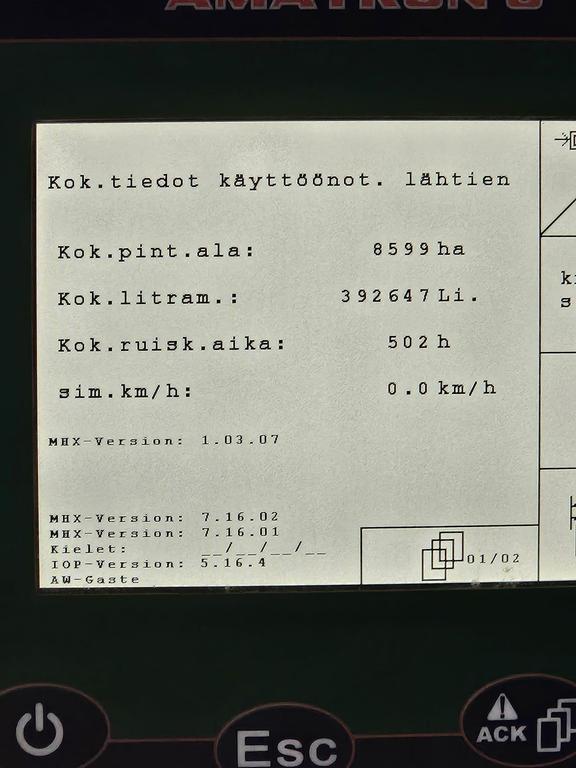 AMATRON 3
Kok.tiedot käyttöönot. lähtien
Kok.pint.ala: 8599 ha
Kok.litram.: 392647 Li.
Kok.ruisk.aika: 502 h
sim.km/h: 0.0 km/h
MHX-Version: 1.03.07
MHX-Version: 7.16.02
MHX-Version: 7.16.01
Kielet: __/__/__/__
IOP-Version: 5.16.4
AW-Gaste
01/02
Esc
ACK